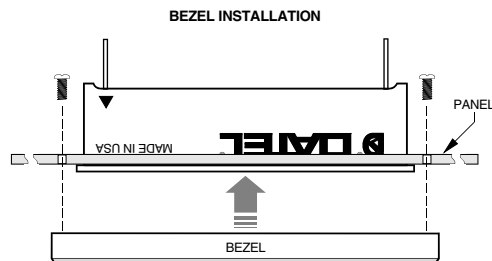 BEZEL INSTALLATION
PANEL
MADE IN USA
DATEL
BEZEL